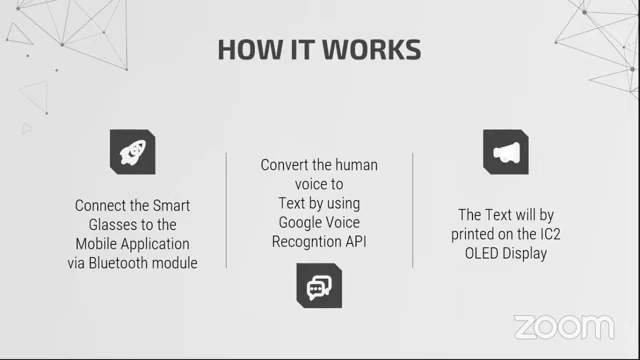 HOW IT WORKS
Connect the Smart
Glasses to the
Mobile Application
via Bluetooth module
Convert the human
voice to
Text by using
Google Voice
Recogntion API
The Text will by
printed on the IC2
OLED Display
zoom